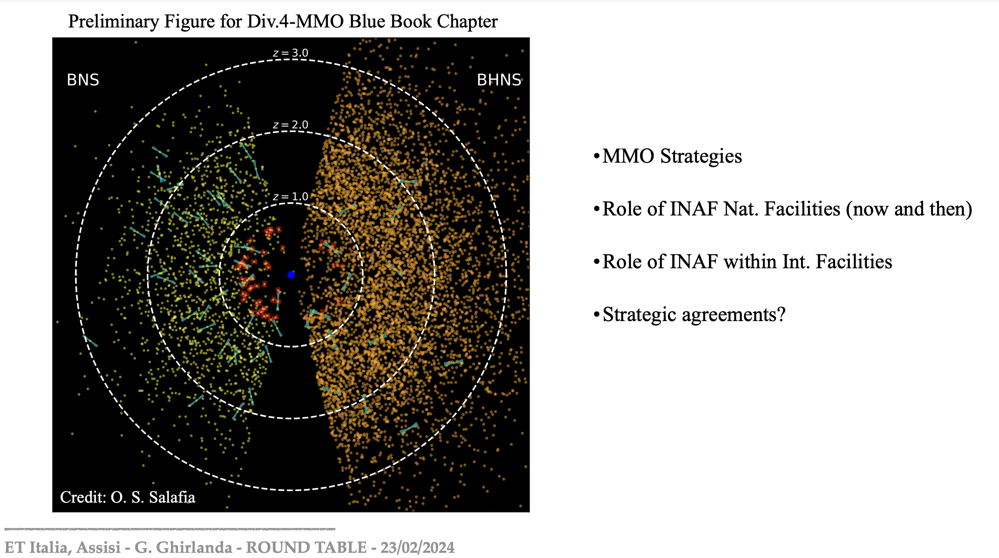 Preliminary Figure for Div.4-MMO Blue Book Chapter
z = 3.0
BNS
BHNS
z = 2.0
z = 1.0
Credit: O. S. Salafia
•MMO Strategies
•Role of INAF Nat. Facilities (now and then)
•Role of INAF within Int. Facilities
•Strategic agreements?
ET Italia, Assisi - G. Ghirlanda - ROUND TABLE - 23/02/2024